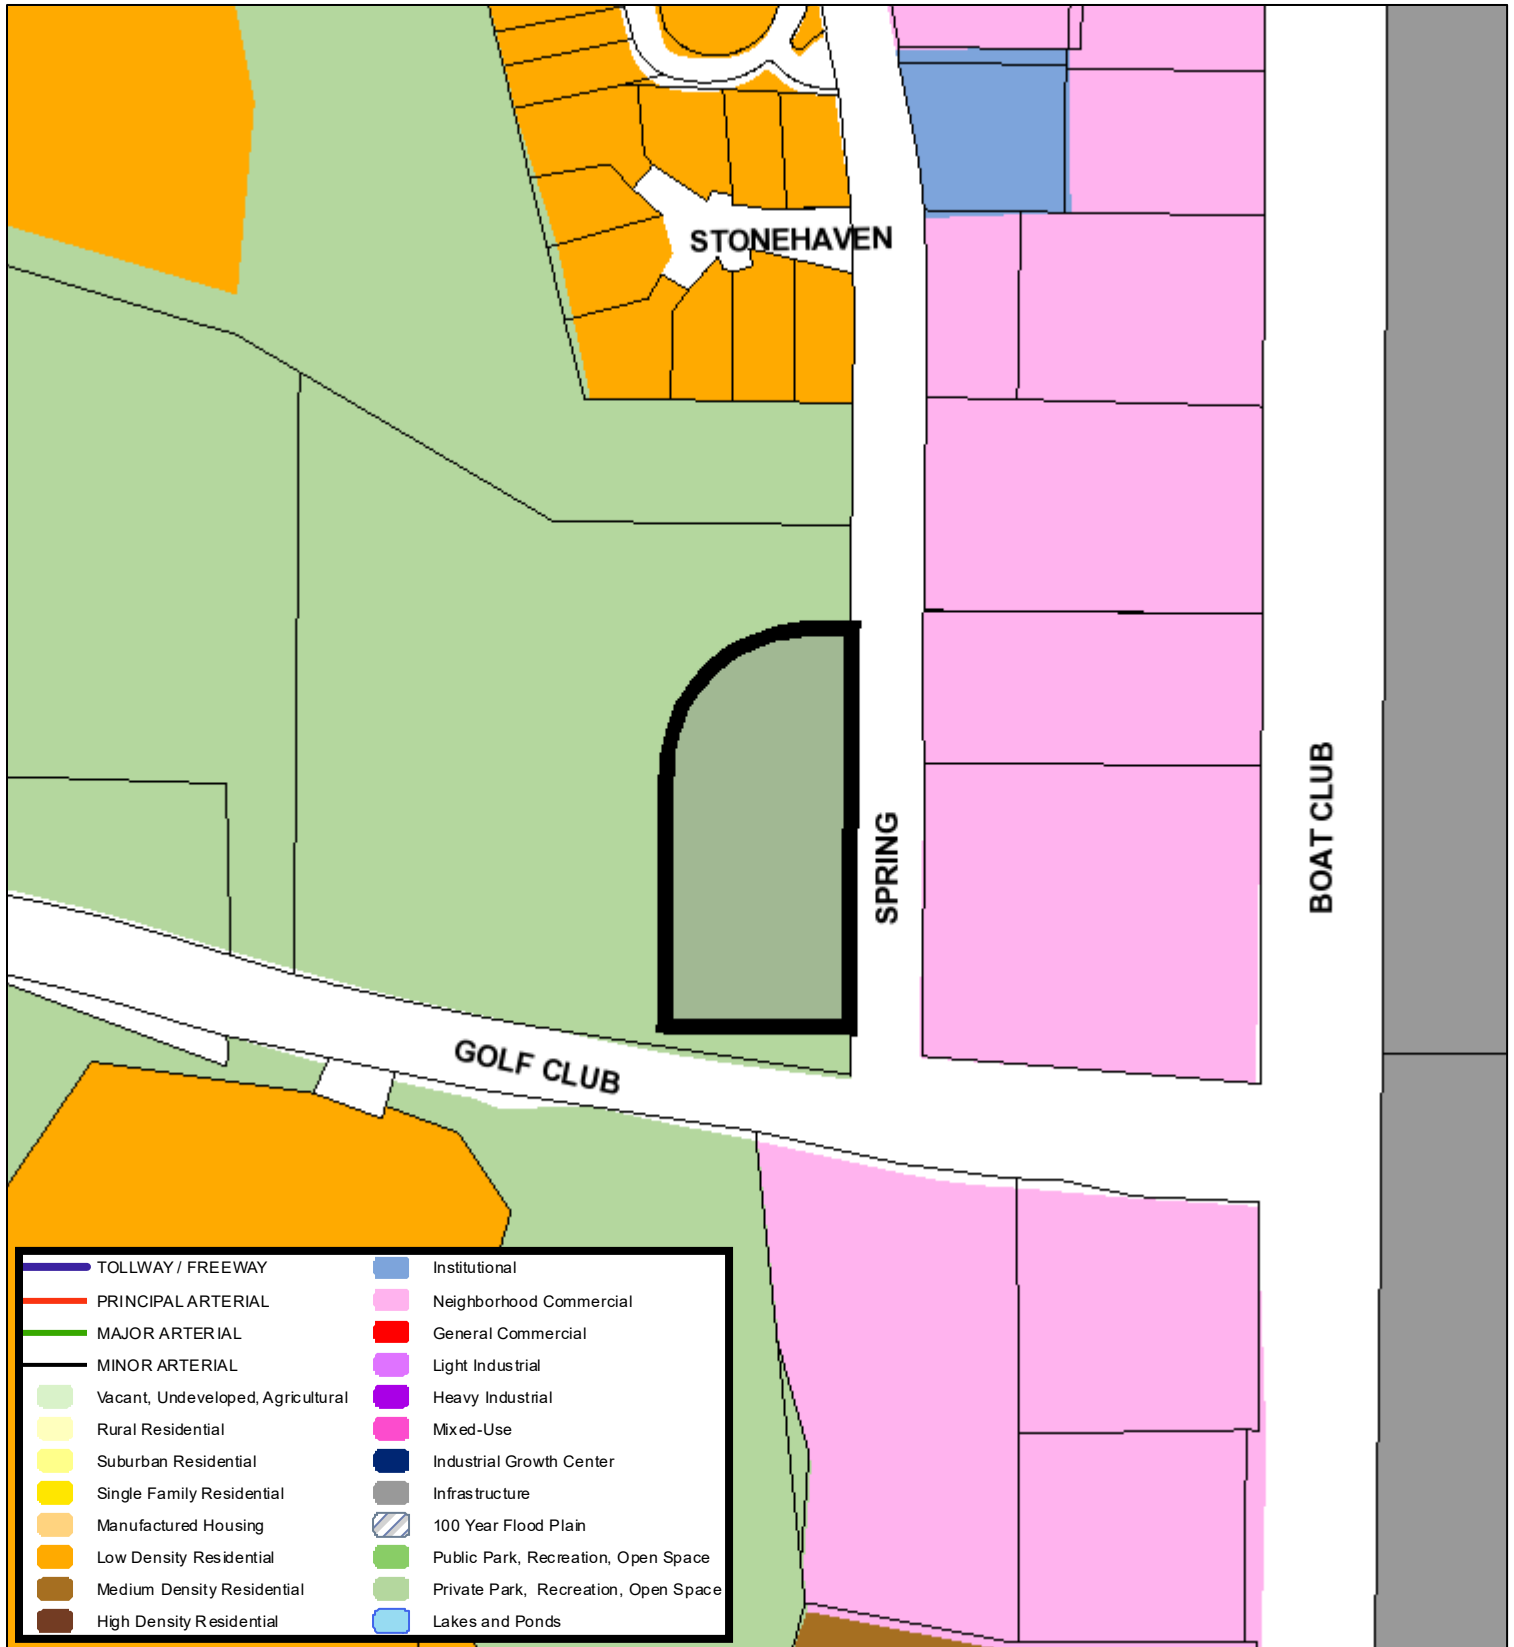 STONEHAVEN
SPRING
BOAT CLUB
GOLF CLUB
TOLLWAY / FREEWAY
PRINCIPAL ARTERIAL
MAJOR ARTERIAL
MINOR ARTERIAL
Vacant, Undeveloped, Agricultural
Rural Residential
Suburban Residential
Single Family Residential
Manufactured Housing
Low Density Residential
Medium Density Residential
High Density Residential
Institutional
Neighborhood Commercial
General Commercial
Light Industrial
Heavy Industrial
Mixed-Use
Industrial Growth Center
Infrastructure
100 Year Flood Plain
Public Park, Recreation, Open Space
Private Park, Recreation, Open Space
Lakes and Ponds